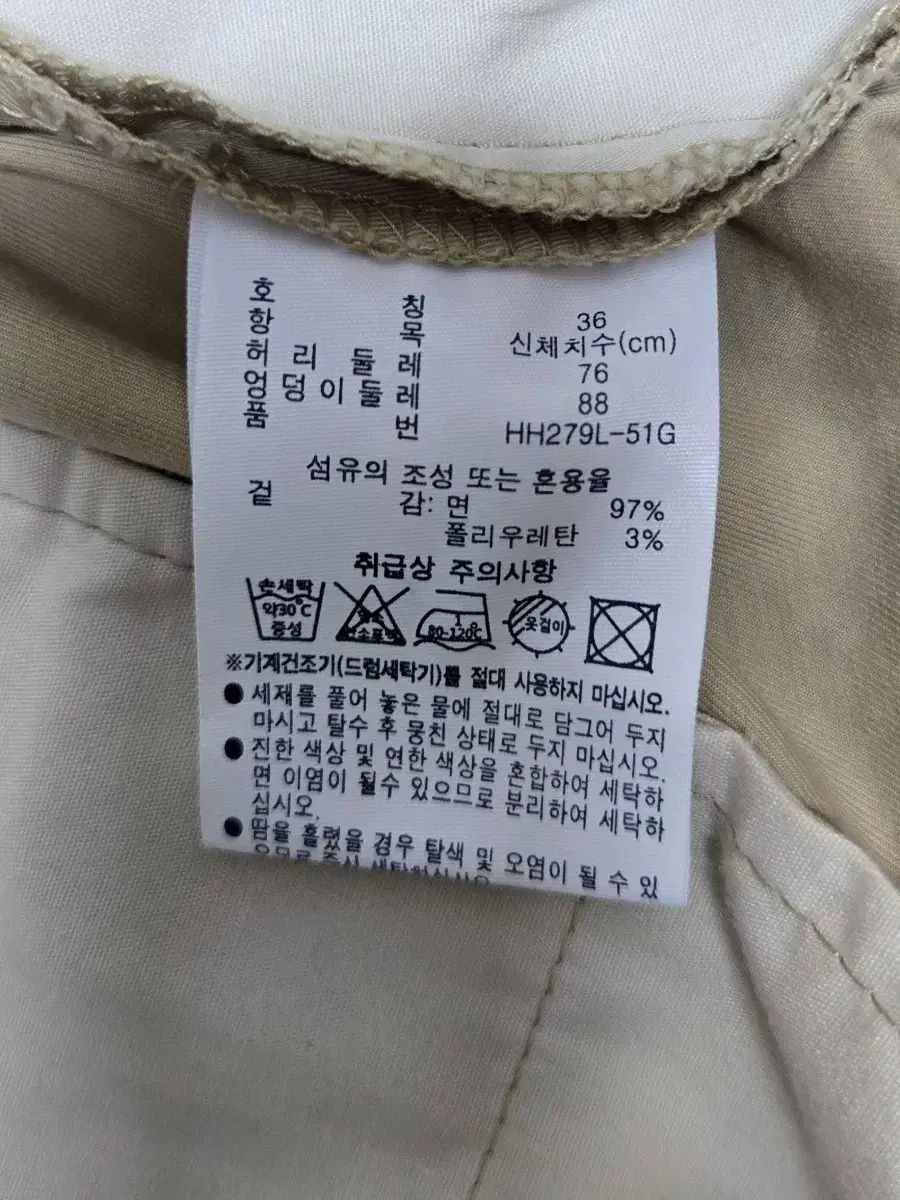 호 칭 36
항 목 신체치수(cm)
허 리 둘 레 76
엉 덩 이 둘 레 88
품 번 HH279L-51G
섬유의 조성 또는 혼용율
겉 감: 면 97%
폴리우레탄 3%
취급상 주의사항
손세탁
약30℃
중성
80-120℃
옷걸이
※기계건조기(드럼세탁기)를 절대 사용하지 마십시오.
● 세제를 풀어 놓은 물에 절대로 담그어 두지
마시고 탈수 후 뭉친 상태로 두지 마십시오.
● 진한 색상 및 연한 색상을 혼합하여 세탁하
면 이염이 될수 있으므로 분리하여 세탁하
십시오.
● 땀을 흘렸을 경우 탈색 및 오염이 될 수 있